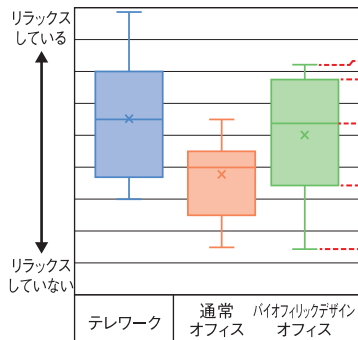 リラックス
している
リラックス
していない
テレワーク
通常
オフィス
バイオフィリックデザイン
オフィス